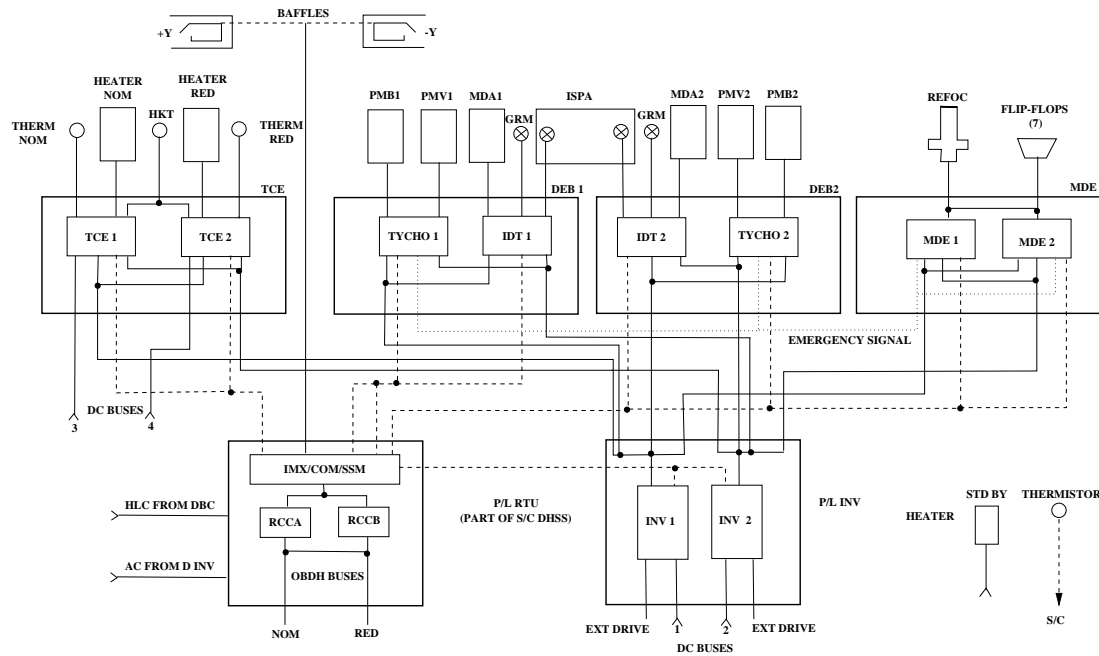 BAFFLES
+Y
-Y
HEATER
NOM
HEATER
RED
HKT
THERM
NOM
THERM
RED
PMB1
PMV1
MDA1
GRM
ISPA
GRM
MDA2
PMV2
PMB2
REFOC
FLIP-FLOPS
(7)
TCE
DEB 1
DEB2
MDE
TCE 1
TCE 2
TYCHO 1
IDT 1
IDT 2
TYCHO 2
MDE 1
MDE 2
EMERGENCY SIGNAL
DC BUSES
3
4
IMX/COM/SSM
RCCA
RCCB
OBDH BUSES
NOM
RED
HLC FROM DBC
AC FROM D INV
P/L RTU
(PART OF S/C DHSS)
P/L INV
INV 1
INV 2
EXT DRIVE
1
2
EXT DRIVE
DC BUSES
STD BY
HEATER
THERMISTOR
S/C